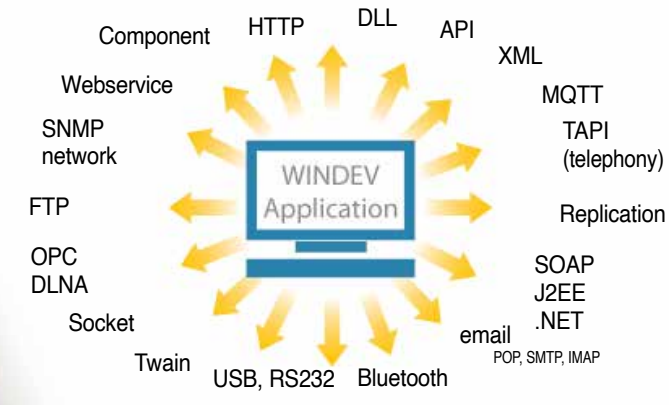 Component
HTTP
DLL
API
XML
Webservice
MQTT
SNMP
network
TAPI
(telephony)
WINDEV
Application
FTP
Replication
OPC
DLNA
SOAP
J2EE
.NET
Socket
email
POP, SMTP, IMAP
Twain
USB, RS232
Bluetooth